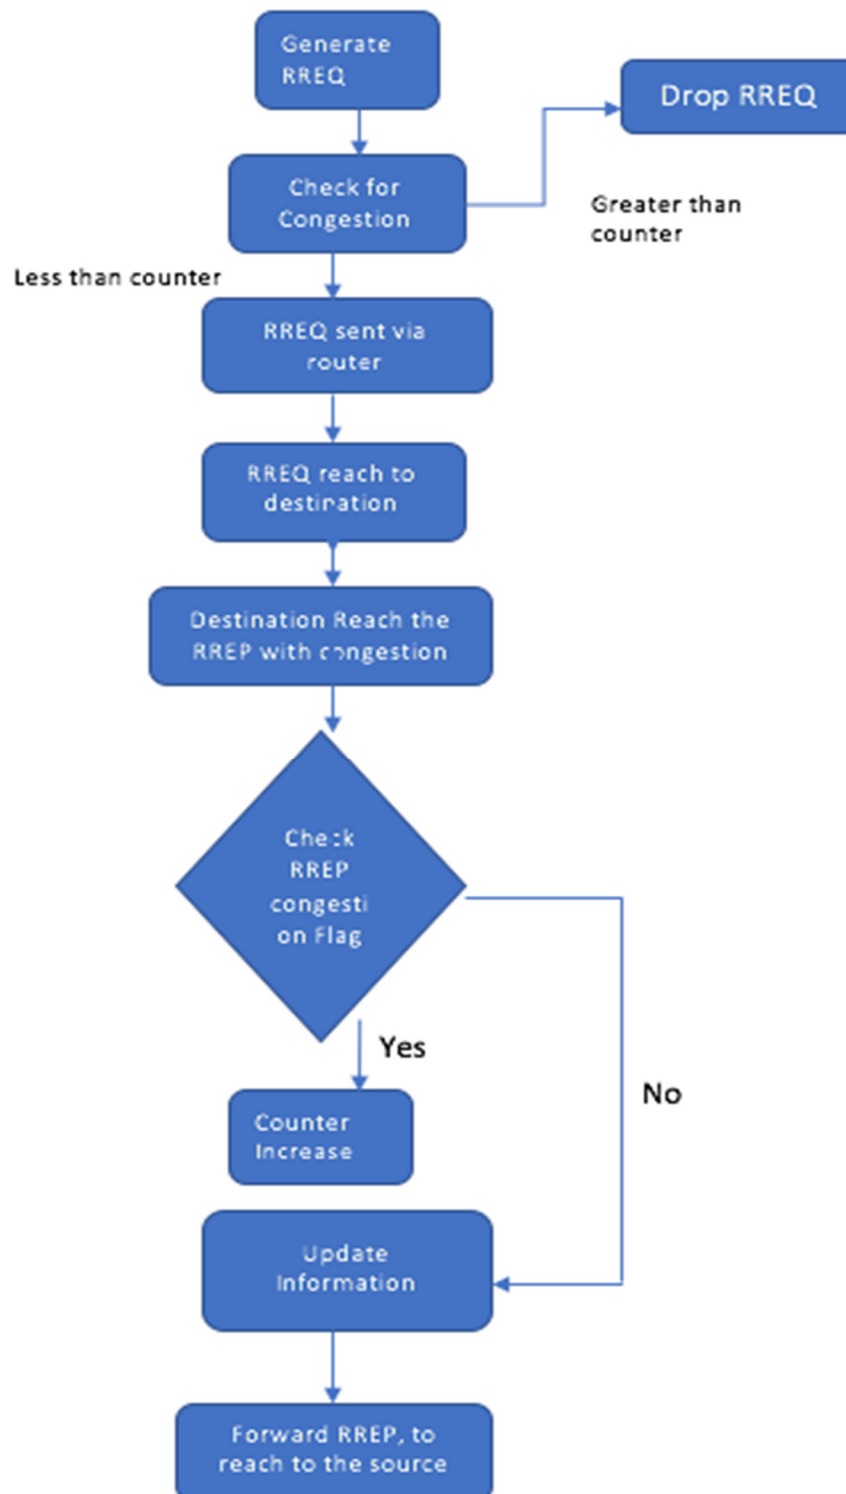 Generate
RREQ
Drop RREQ
Check for
Congestion
Greater than
counter
Less than counter
RREQ sent via
router
RREQ reach to
destination
Destination Reach the
RREP with congestion
Check
RREP
congesti
on Flag
Yes
No
Counter
Increase
Update
Information
Forward RREP, to
reach to the source